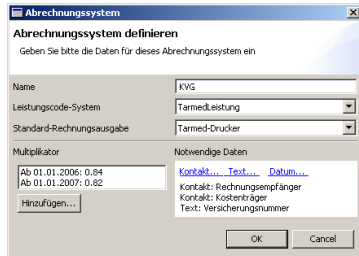 Abrechnungssystem
Abrechnungssystem definieren
Geben Sie bitte die Daten für dieses Abrechnungssystem ein
Name
KVG
Leistungscode-System
TarmedLeistung
Standard-Rechnungsausgabe
Tarmed-Drucker
Multiplikator
Ab 01.01.2006: 0.84
Ab 01.01.2007: 0.82
Hinzufügen...
Notwendige Daten
Kontakt... Text... Datum...
Kontakt: Rechnungsempfänger
Kontakt: Kostenträger
Text: Versicherungsnummer
OK Cancel